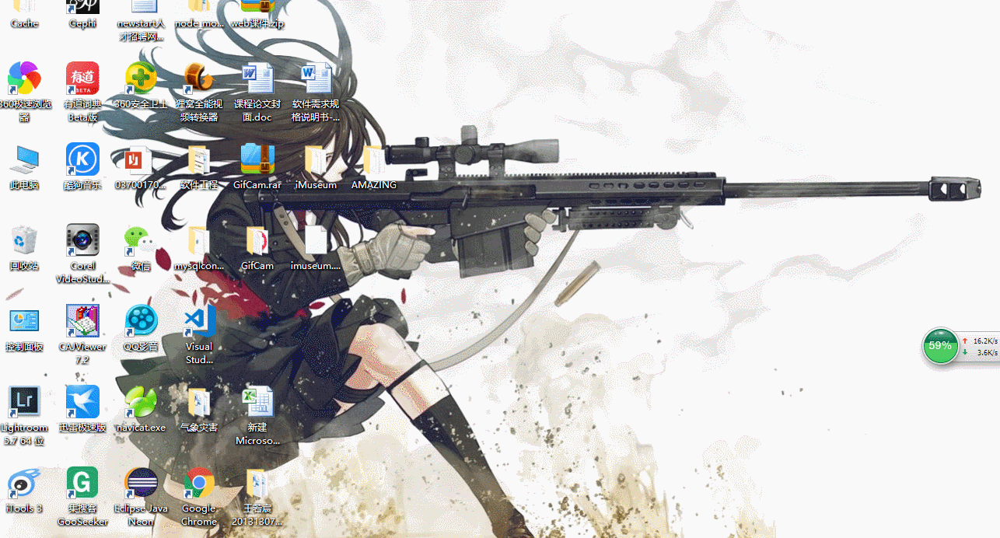 Cache
Gephi
newstart人
才招聘网...
node_mo...
web课件.zip
360极速浏览
器
有道词典
Beta版
360安全卫士
狸窝全能视
频转换器
课程论文封
面.doc
软件需求规
格说明书-...
此电脑
酷狗音乐
03700170...
软件工程
GifCam.rar
iMuseum
AMAZING
回收站
Corel
VideoStud...
微信
mysqlcon...
GifCam
imuseum....
控制面板
CAJViewer
7.2
QQ影音
Visual
Stud...
59%
16.2K/s
3.6K/s
Lightroom
5.7 64 位
迅雷极速版
navicat.exe
气象灾害
新建
Microso...
iTools 3
集搜客
GooSeeker
Eclipse Java
Neon
Google
Chrome
王若宸
20131307...